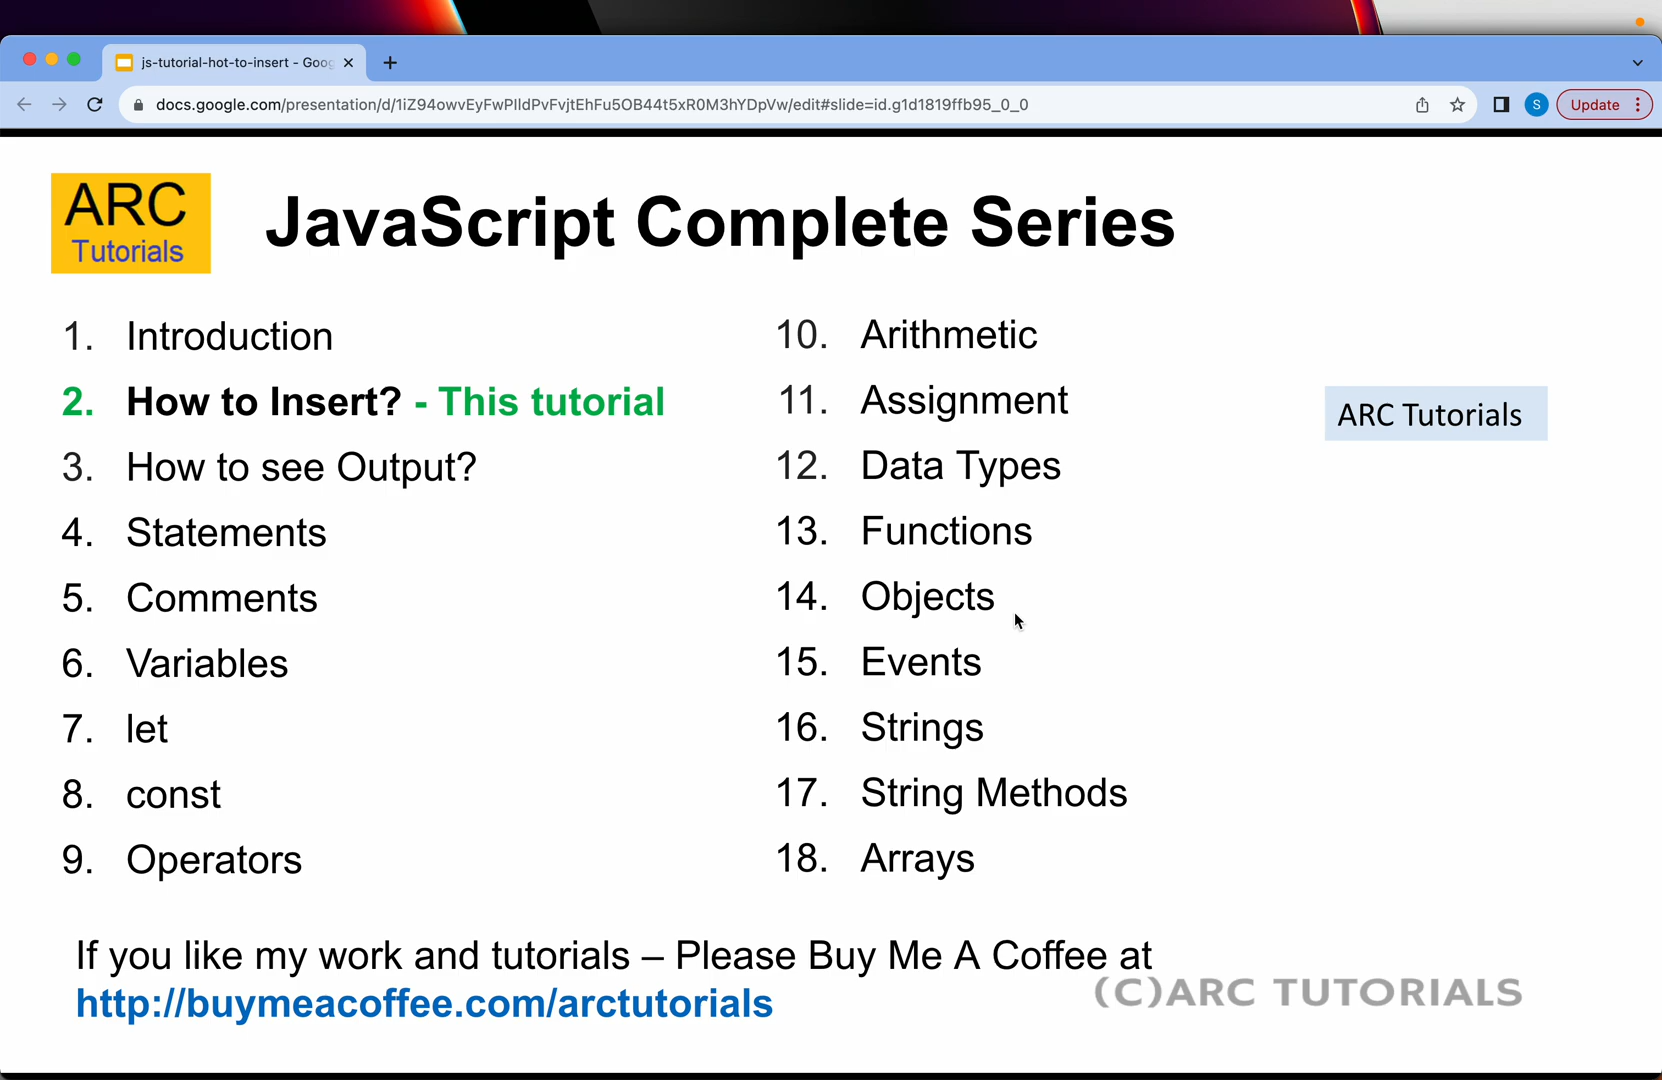 js-tutorial-hot-to-insert - Goog
docs.google.com/presentation/d/1iZ94owvEyFwPIldPvFvjtEhFu5OB44t5xR0M3hYDpVw/edit#slide=id.g1d1819ffb95_0_0
S
Update
ARC
Tutorials
JavaScript Complete Series
1. Introduction
2. How to Insert? - This tutorial
3. How to see Output?
4. Statements
5. Comments
6. Variables
7. let
8. const
9. Operators
10. Arithmetic
11. Assignment
12. Data Types
13. Functions
14. Objects
15. Events
16. Strings
17. String Methods
18. Arrays
ARC Tutorials
If you like my work and tutorials – Please Buy Me A Coffee at
http://buymeacoffee.com/arctutorials
(C)ARC TUTORIALS